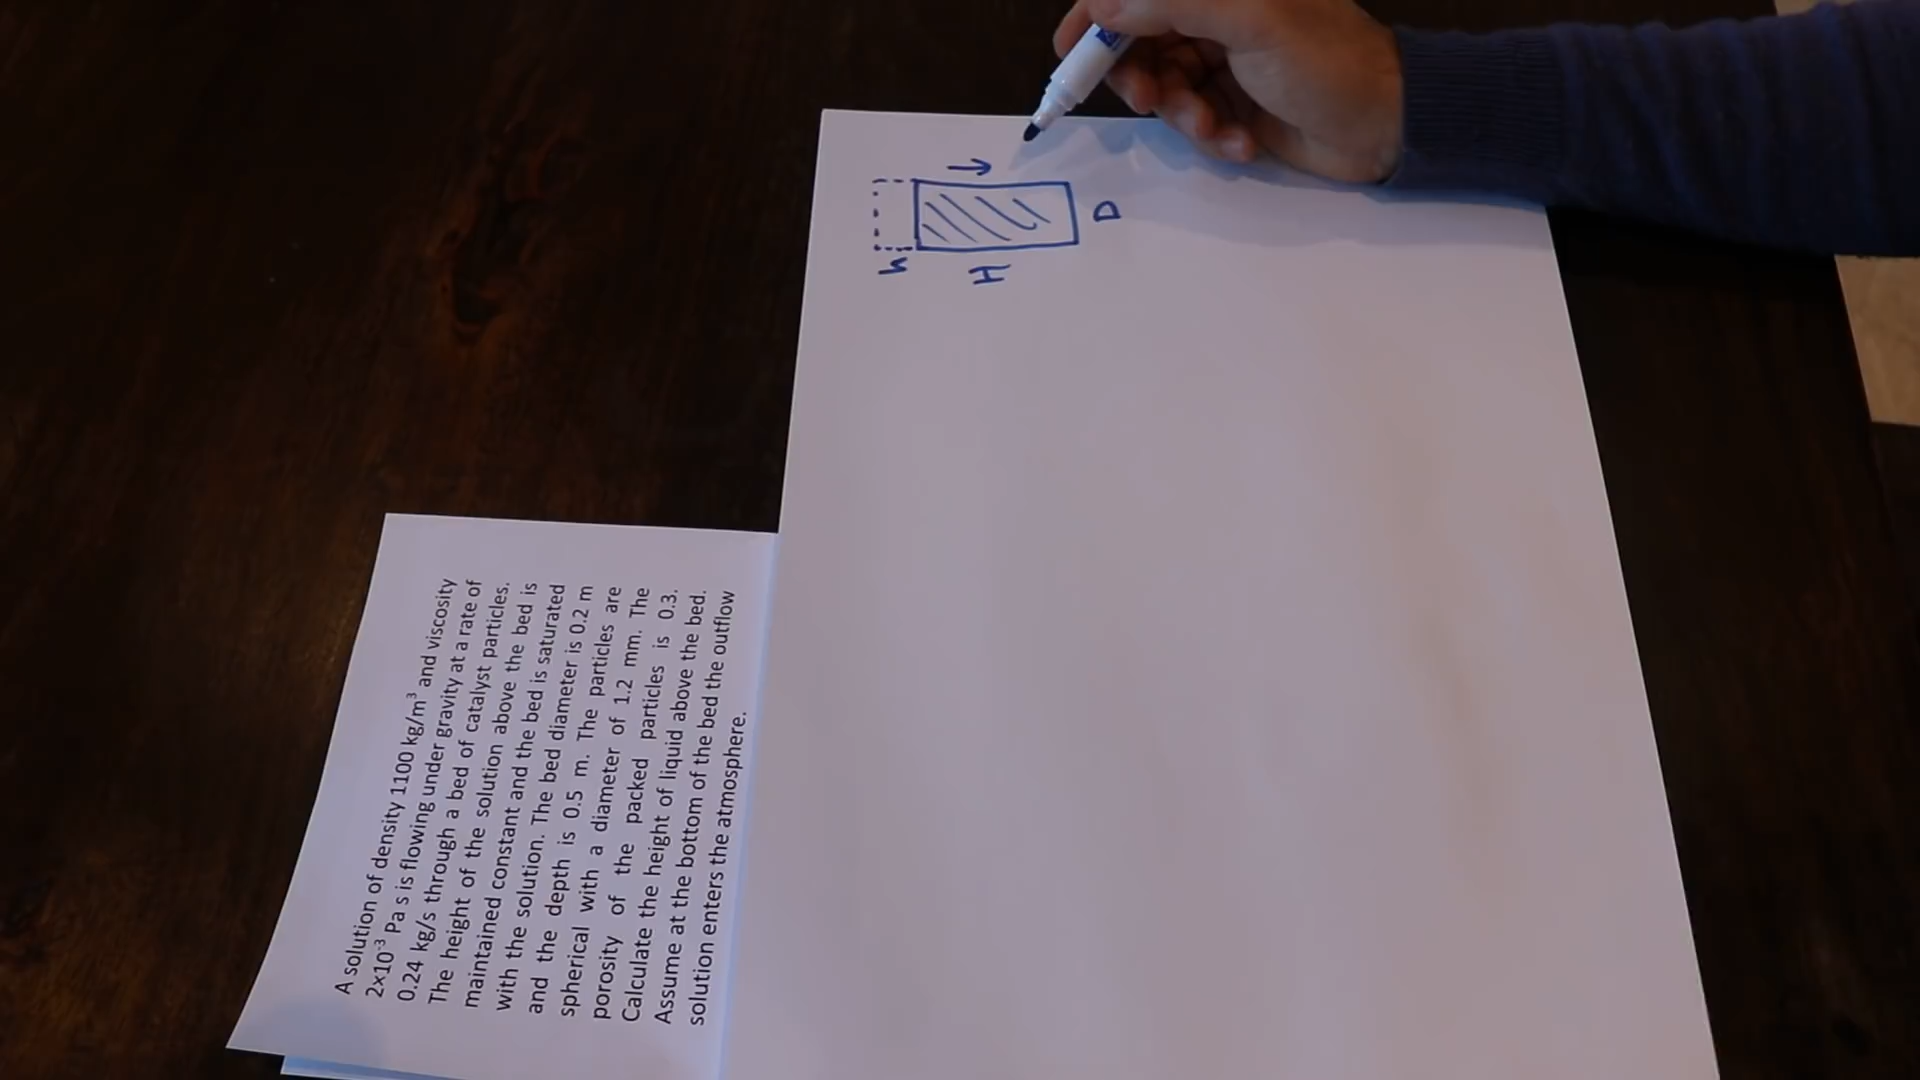 A solution of density 1100 kg/m³ and viscosity
2×10⁻³ Pa s is flowing under gravity at a rate of
0.24 kg/s through a bed of catalyst particles.
The height of the solution above the bed is
maintained constant and the bed is saturated
with the solution. The bed diameter is 0.2 m
and the depth is 0.5 m. The particles are
spherical with a diameter of 1.2 mm. The
porosity of the packed particles is 0.3.
Calculate the height of liquid above the bed.
Assume at the bottom of the bed the outflow
solution enters the atmosphere.
h
H
D